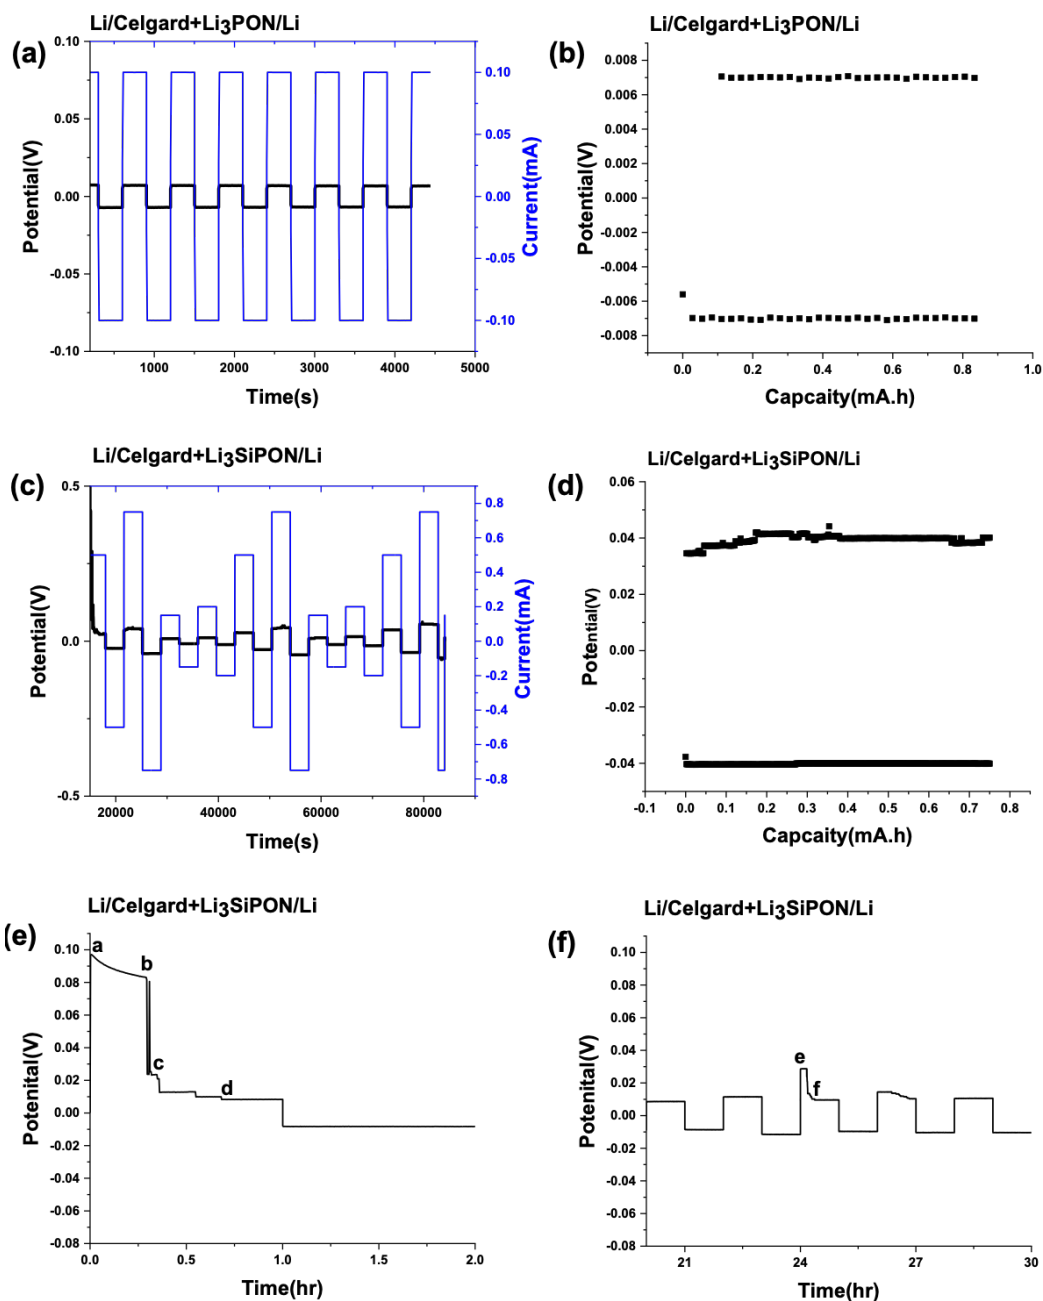 Li/Celgard+Li3PON/Li
(a)
0.10
0.05
0.00
-0.05
-0.10
Potential(V)
0.10
0.05
0.00
-0.05
-0.10
Current(mA)
1000 2000 3000 4000 5000
Time(s)
Li/Celgard+Li3PON/Li
(b)
0.008
0.006
0.004
0.002
0.000
-0.002
-0.004
-0.006
-0.008
Potential(V)
0.0 0.2 0.4 0.6 0.8 1.0
Capcaity(mA.h)
Li/Celgard+Li3SiPON/Li
(c)
0.5
0.0
-0.5
Potential(V)
0.8
0.6
0.4
0.2
0.0
-0.2
-0.4
-0.6
-0.8
Current(mA)
20000 40000 60000 80000
Time(s)
Li/Celgard+Li3SiPON/Li
(d)
0.06
0.04
0.02
0.00
-0.02
-0.04
Potential(V)
-0.1 0.0 0.1 0.2 0.3 0.4 0.5 0.6 0.7 0.8
Capcaity(mA.h)
Li/Celgard+Li3SiPON/Li
(e)
0.10
0.08
0.06
0.04
0.02
0.00
-0.02
-0.04
-0.06
-0.08
Potenital(V)
a
b
c
d
0.0 0.5 1.0 1.5 2.0
Time(hr)
Li/Celgard+Li3SiPON/Li
(f)
0.10
0.08
0.06
0.04
0.02
0.00
-0.02
-0.04
-0.06
-0.08
Potenital(V)
e
f
21 24 27 30
Time(hr)